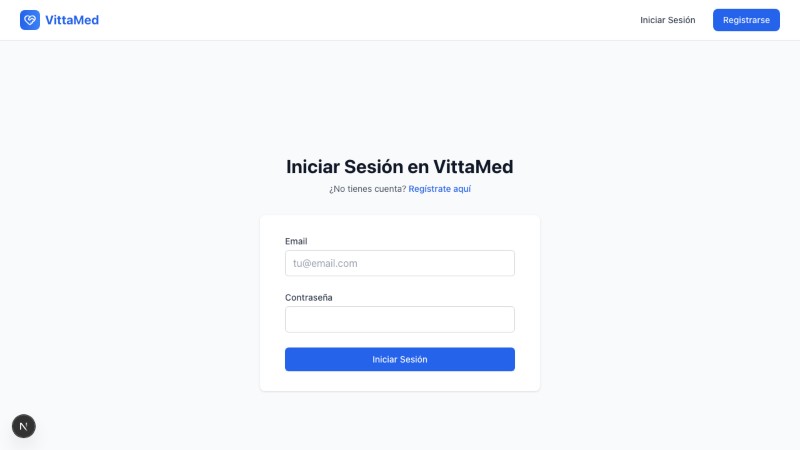 VittaMed
Iniciar Sesión
Registrarse
Iniciar Sesión en VittaMed
¿No tienes cuenta? Regístrate aquí
Email
tu@email.com
Contraseña
Iniciar Sesión
N